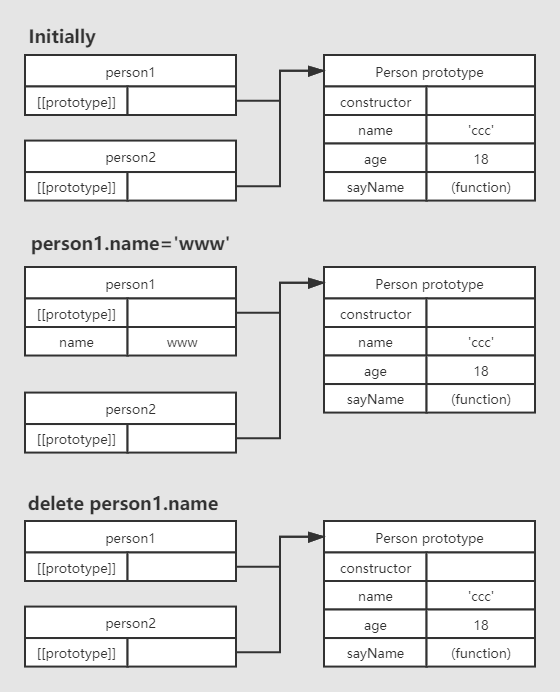 Initially
person1
[[prototype]]
person2
[[prototype]]
Person prototype
constructor
name 'ccc'
age 18
sayName (function)
person1.name='www'
person1
[[prototype]]
name www
person2
[[prototype]]
Person prototype
constructor
name 'ccc'
age 18
sayName (function)
delete person1.name
person1
[[prototype]]
person2
[[prototype]]
Person prototype
constructor
name 'ccc'
age 18
sayName (function)